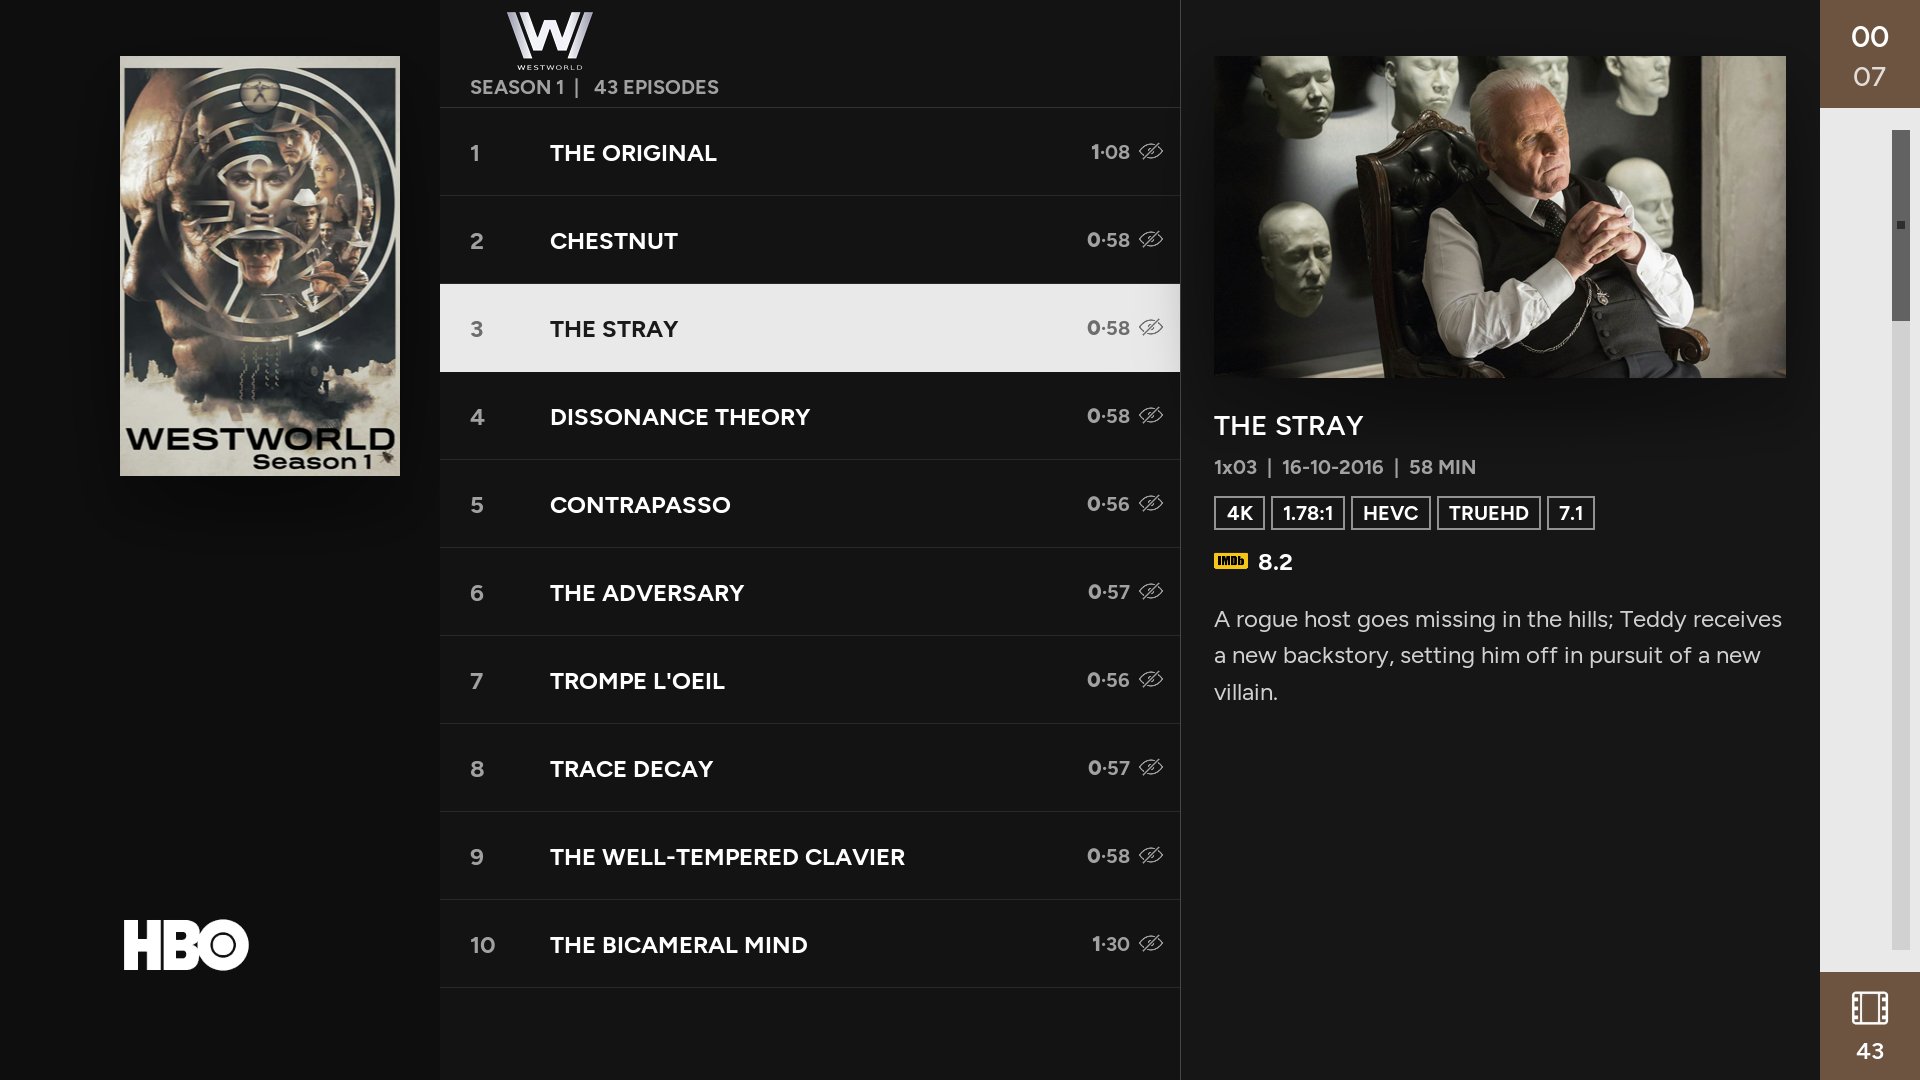 WESTWORLD
Season 1
HBO
WESTWORLD
SEASON 1 | 43 EPISODES
1 THE ORIGINAL 1·08
2 CHESTNUT 0·58
3 THE STRAY 0·58
4 DISSONANCE THEORY 0·58
5 CONTRAPASSO 0·56
6 THE ADVERSARY 0·57
7 TROMPE L'OEIL 0·56
8 TRACE DECAY 0·57
9 THE WELL-TEMPERED CLAVIER 0·58
10 THE BICAMERAL MIND 1·30
THE STRAY
1x03 | 16-10-2016 | 58 MIN
4K 1.78:1 HEVC TRUEHD 7.1
IMDb 8.2
A rogue host goes missing in the hills; Teddy receives
a new backstory, setting him off in pursuit of a new
villain.
00
07
43